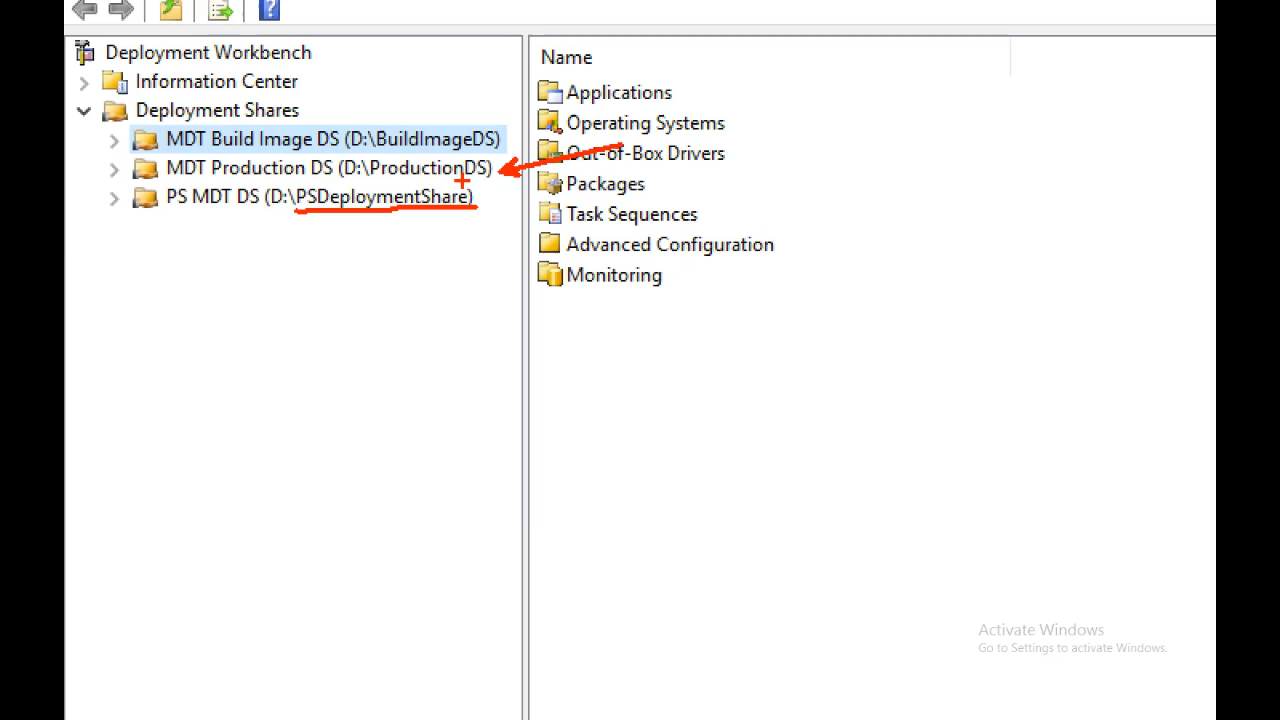 Deployment Workbench
Information Center
Deployment Shares
MDT Build Image DS (D:\BuildImageDS)
MDT Production DS (D:\ProductionDS)
PS MDT DS (D:\PSDeploymentShare)
Name
Applications
Operating Systems
Out-of-Box Drivers
Packages
Task Sequences
Advanced Configuration
Monitoring
Activate Windows
Go to Settings to activate Windows.